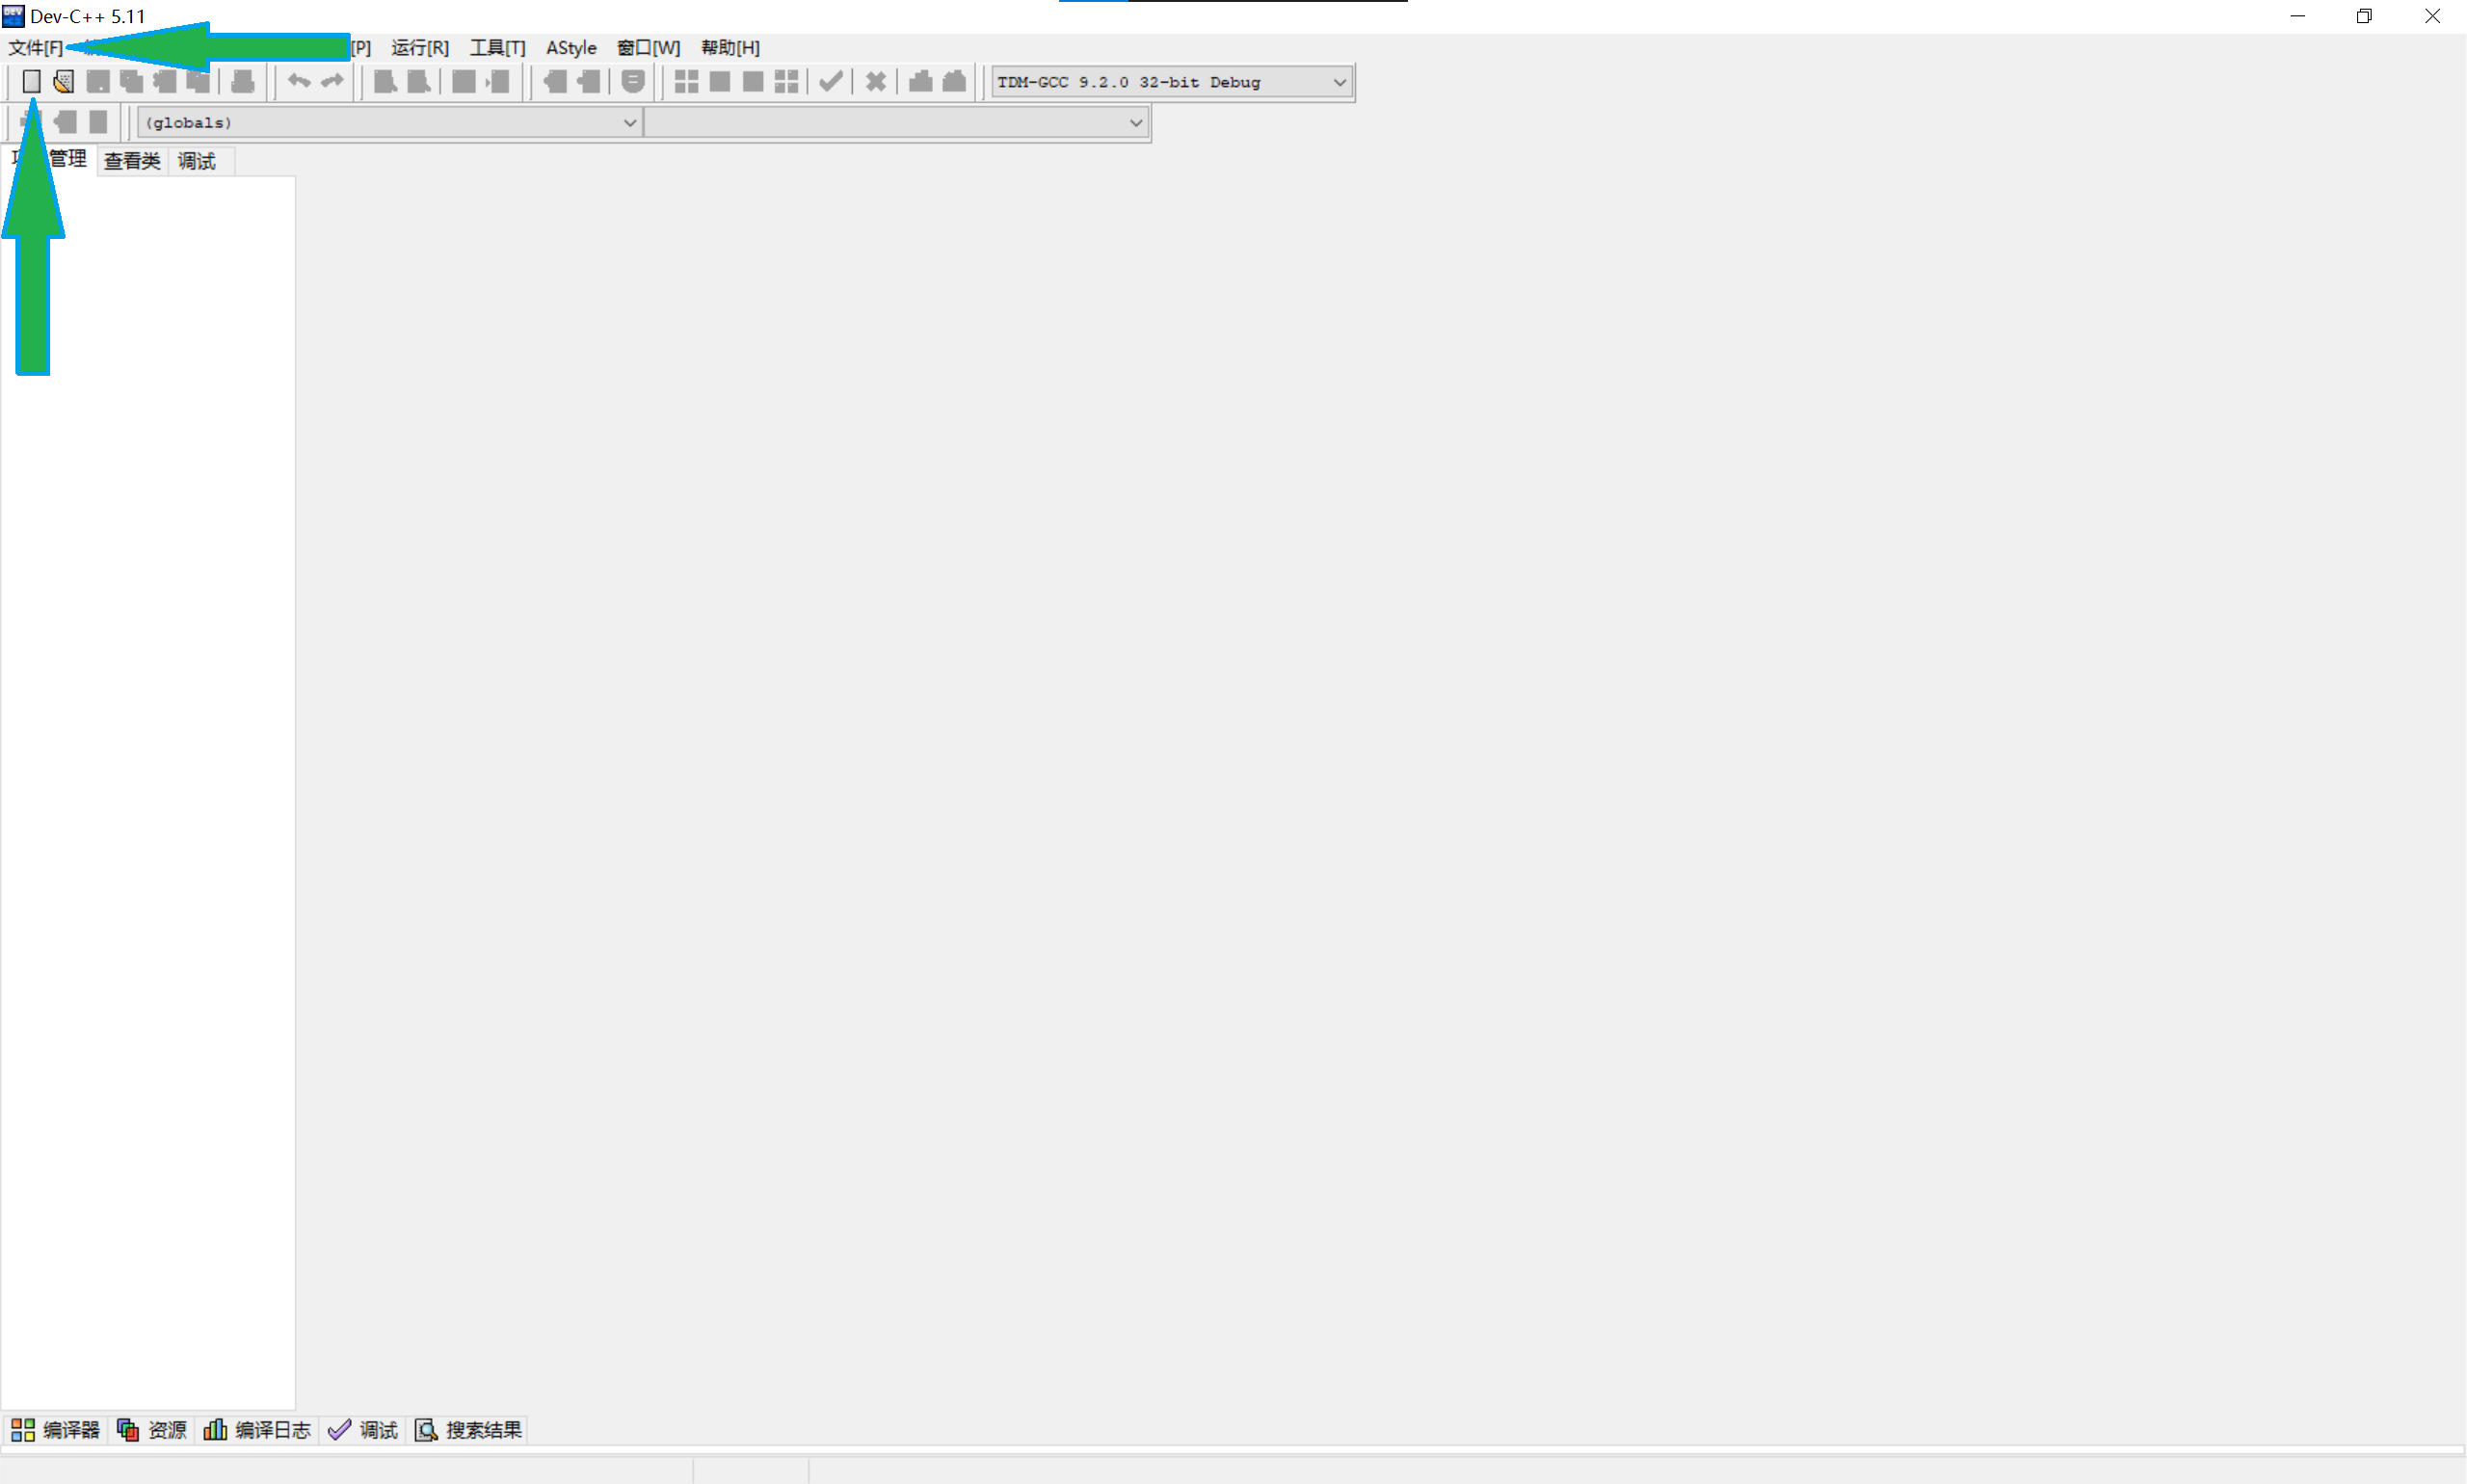 Dev-C++ 5.11
文件[F] [P] 运行[R] 工具[T] AStyle 窗口[W] 帮助[H]
TDM-GCC 9.2.0 32-bit Debug
(globals)
管理 查看类 调试
编译器 资源 编译日志 调试 搜索结果